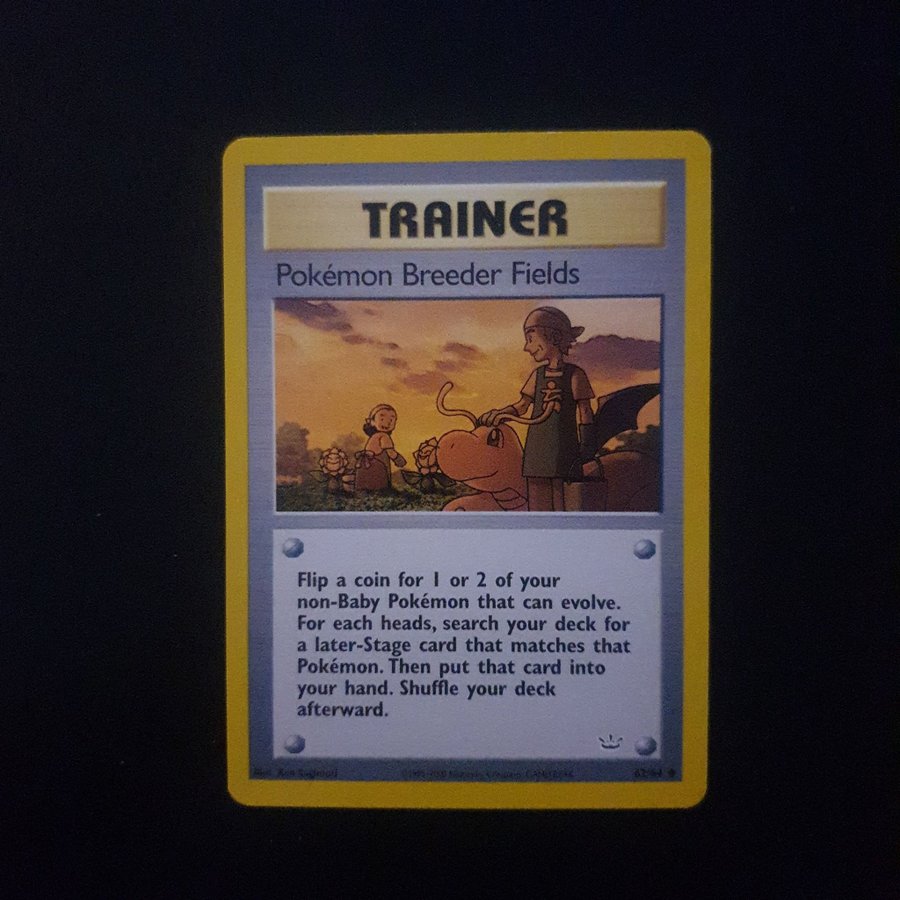 TRAINER
Pokémon Breeder Fields
Flip a coin for 1 or 2 of your
non-Baby Pokémon that can evolve.
For each heads, search your deck for
a later-Stage card that matches that
Pokémon. Then put that card into
your hand. Shuffle your deck
afterward.
62/64